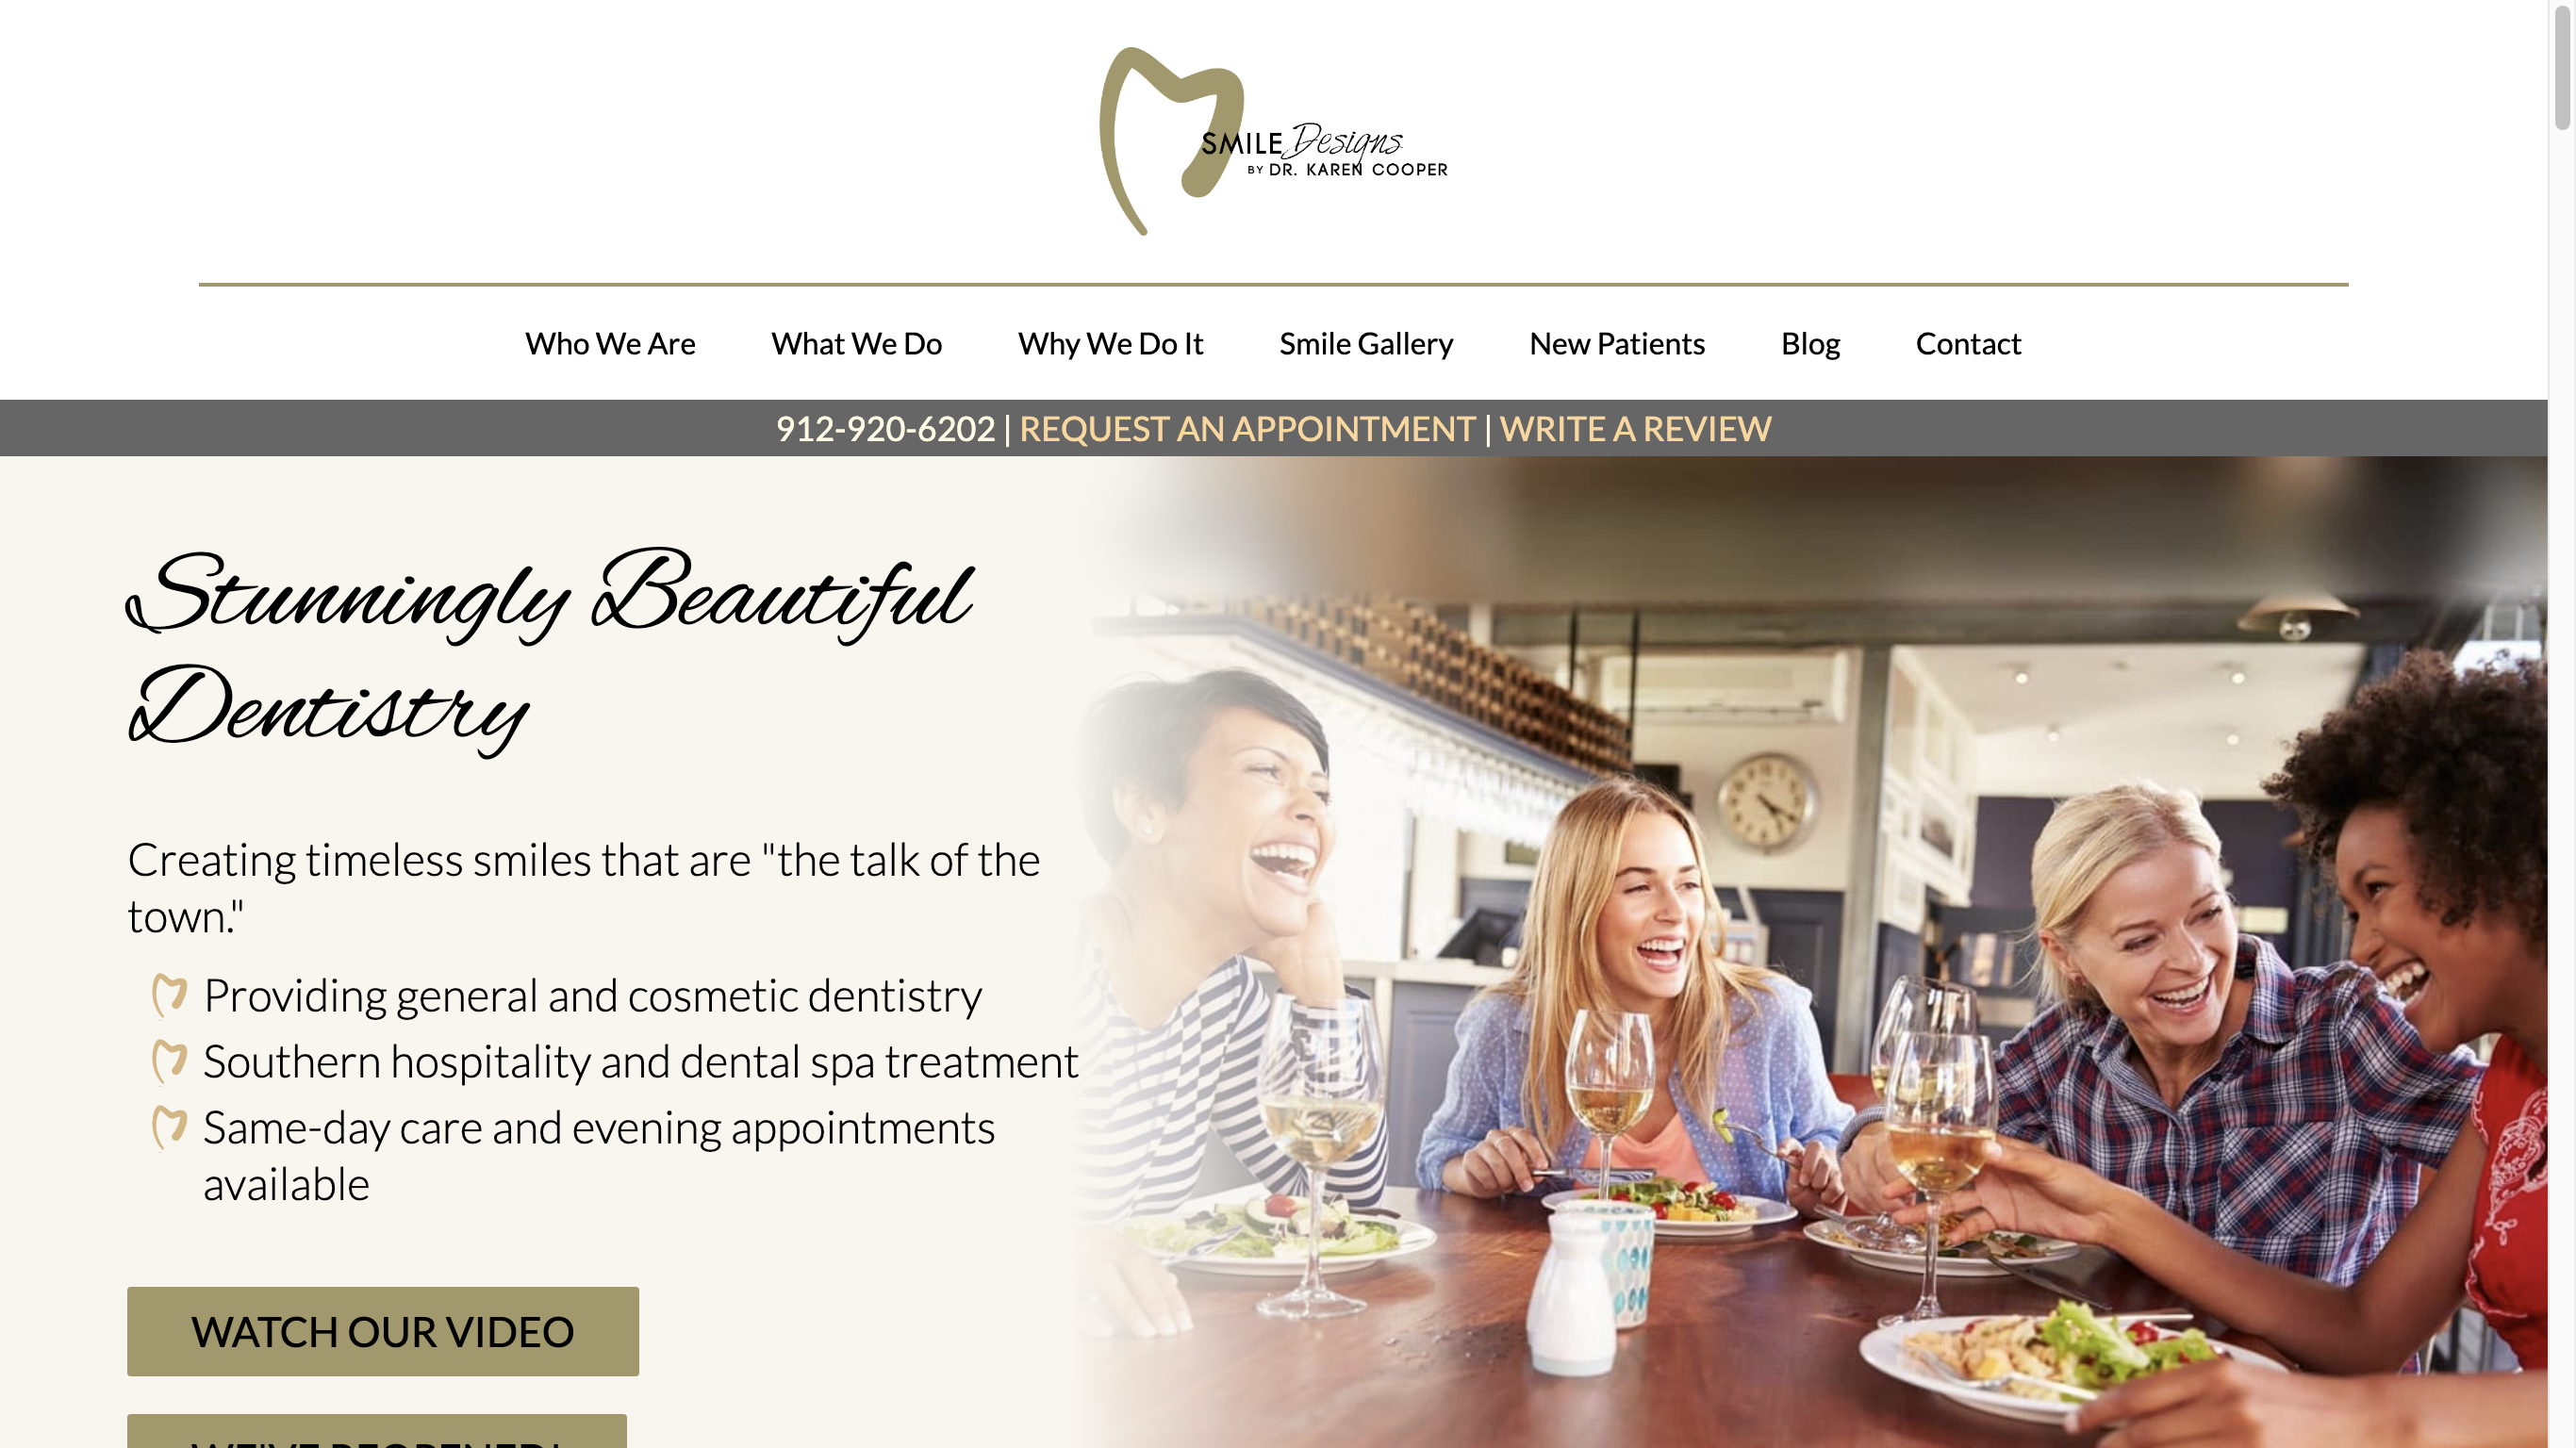 SMILE Designs
BY DR. KAREN COOPER
Who We Are What We Do Why We Do It Smile Gallery New Patients Blog Contact
912-920-6202 | REQUEST AN APPOINTMENT | WRITE A REVIEW
Stunningly Beautiful
Dentistry
Creating timeless smiles that are "the talk of the
town."
Providing general and cosmetic dentistry
Southern hospitality and dental spa treatment
Same-day care and evening appointments
available
WATCH OUR VIDEO
WE'VE REOPENED!